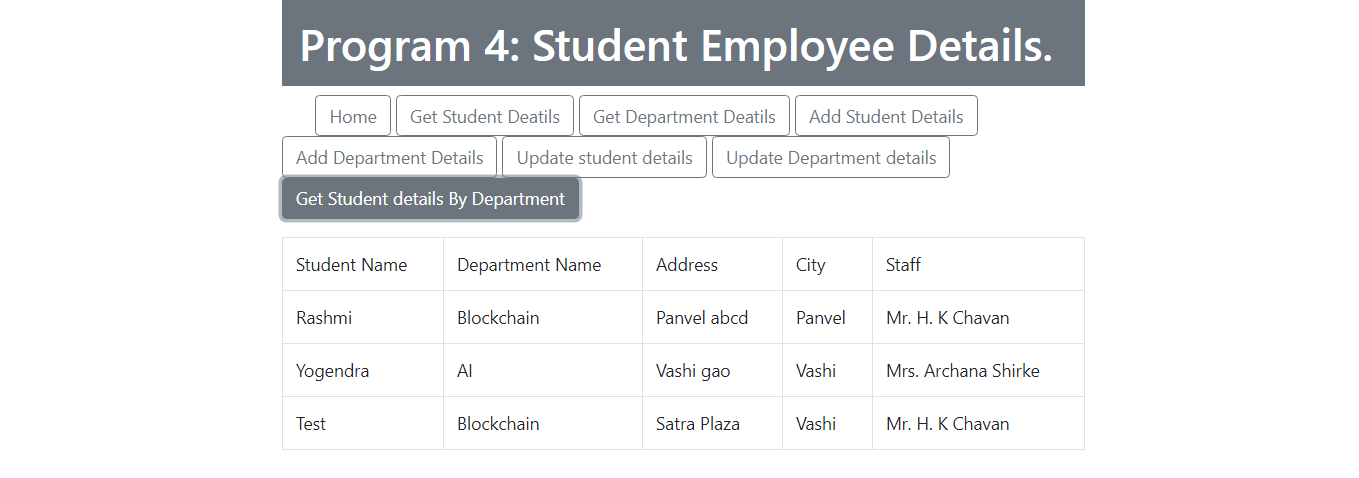 Program 4: Student Employee Details.
Home Get Student Deatils Get Department Deatils Add Student Details
Add Department Details Update student details Update Department details
Get Student details By Department
Student Name Department Name Address City Staff
Rashmi Blockchain Panvel abcd Panvel Mr. H. K Chavan
Yogendra AI Vashi gao Vashi Mrs. Archana Shirke
Test Blockchain Satra Plaza Vashi Mr. H. K Chavan